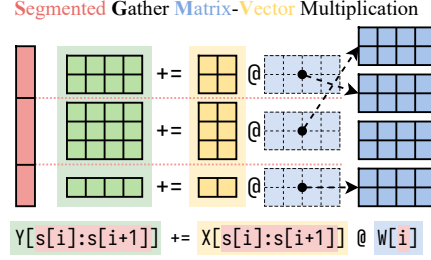 Segmented Gather Matrix-Vector Multiplication
+= @
+= @
+= @
Y[s[i]:s[i+1]] += X[s[i]:s[i+1]] @ W[i]